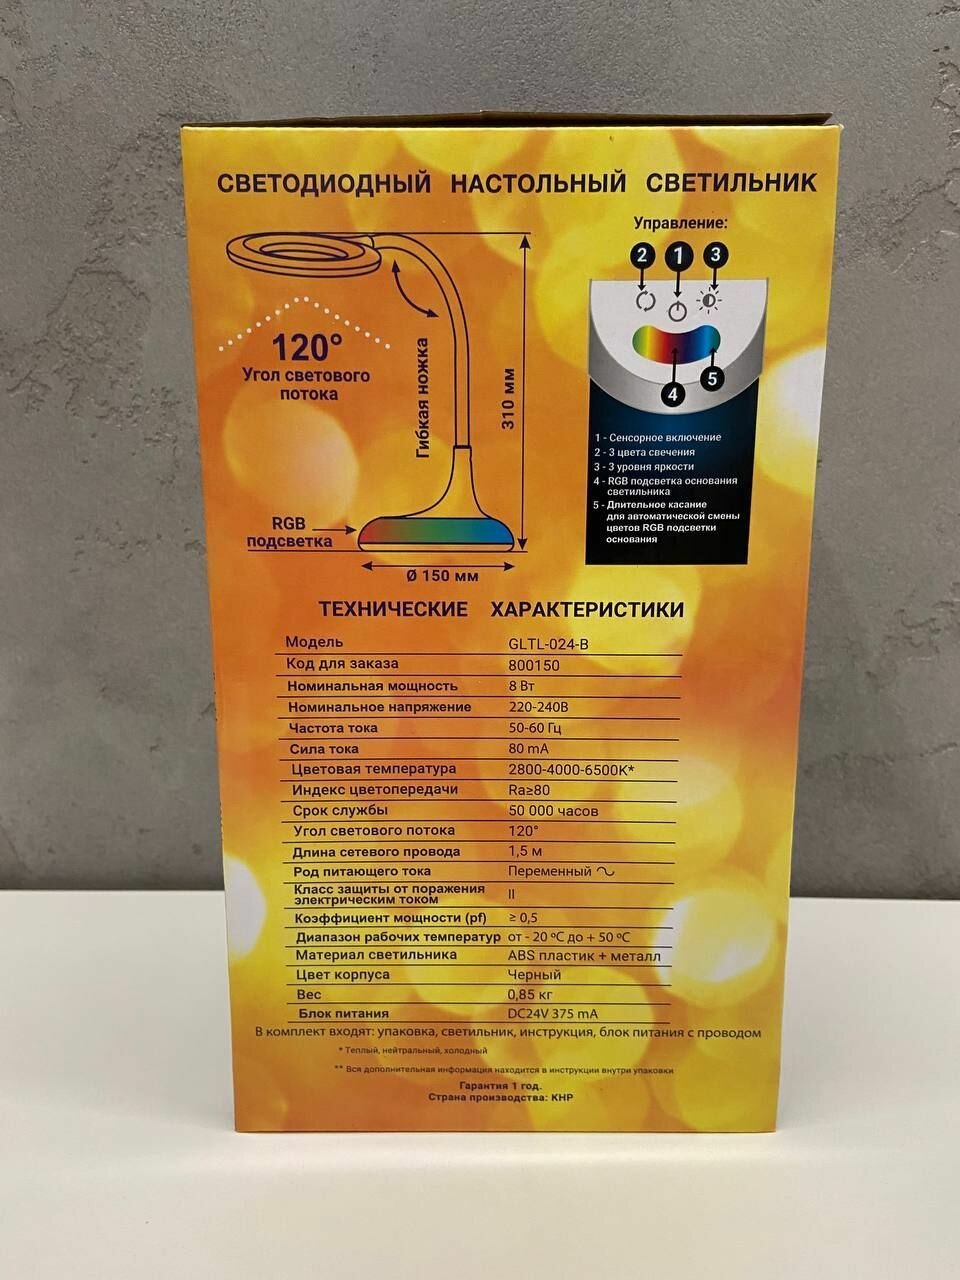 СВЕТОДИОДНЫЙ НАСТОЛЬНЫЙ СВЕТИЛЬНИК
Управление:
2 1 3
4
5
120°
Угол светового
потока
Гибкая ножка
310 мм
RGB
подсветка
Ø 150 мм
1 - Сенсорное включение
2 - 3 цвета свечения
3 - 3 уровня яркости
4 - RGB подсветка основания
светильника
5 - Длительное касание
для автоматической смены
цветов RGB подсветки
основания
ТЕХНИЧЕСКИЕ ХАРАКТЕРИСТИКИ
Модель GLTL-024-B
Код для заказа 800150
Номинальная мощность 8 Вт
Номинальное напряжение 220-240В
Частота тока 50-60 Гц
Сила тока 80 mA
Цветовая температура 2800-4000-6500K*
Индекс цветопередачи Ra≥80
Срок службы 50 000 часов
Угол светового потока 120°
Длина сетевого провода 1,5 м
Род питающего тока Переменный
Класс защиты от поражения
электрическим током II
Коэффициент мощности (pf) ≥ 0,5
Диапазон рабочих температур от - 20 ºC до + 50 ºC
Материал светильника ABS пластик + металл
Цвет корпуса Черный
Вес 0,85 кг
Блок питания DC24V 375 mA
В комплект входят: упаковка, светильник, инструкция, блок питания с проводом
* Теплый, нейтральный, холодный
** Вся дополнительная информация находится в инструкции внутри упаковки
Гарантия 1 год.
Страна производства: КНР